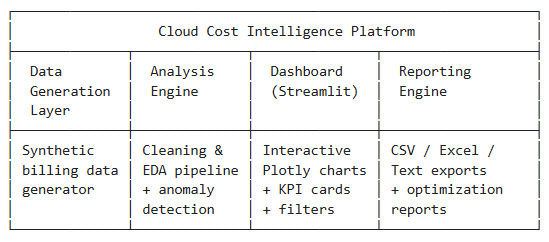 Cloud Cost Intelligence Platform
Data Generation Layer
Analysis Engine
Dashboard (Streamlit)
Reporting Engine
Synthetic billing data generator
Cleaning & EDA pipeline + anomaly detection
Interactive Plotly charts + KPI cards + filters
CSV / Excel / Text exports + optimization reports